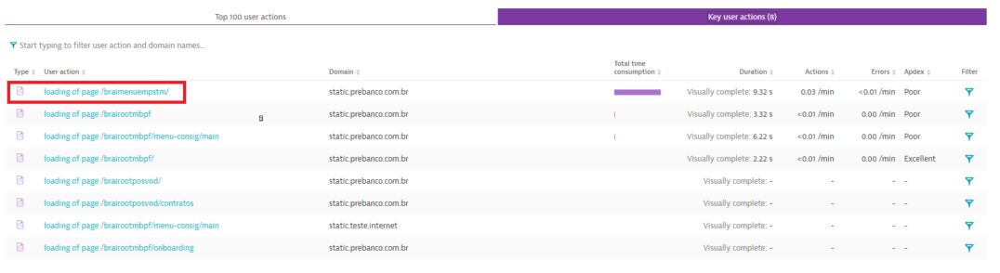 Top 100 user actions
Key user actions (8)
Start typing to filter user action and domain names...
Type User action Domain Total time consumption Duration Actions Errors Apdex Filter
loading of page /braimenuempstm/ static.prebanco.com.br Visually complete: 9.32 s 0.03 /min <0.01 /min Poor
loading of page /brairootmbpf static.prebanco.com.br Visually complete: 3.32 s <0.01 /min 0.00 /min Poor
loading of page /brairootmbpf/menu-consig/main static.prebanco.com.br Visually complete: 6.22 s <0.01 /min 0.00 /min Poor
loading of page /brairootmbpf/ static.prebanco.com.br Visually complete: 2.22 s <0.01 /min 0.00 /min Excellent
loading of page /brairootposvnd/ static.prebanco.com.br Visually complete: - - - -
loading of page /brairootposvnd/contratos static.prebanco.com.br Visually complete: - - - -
loading of page /brairootmbpf/menu-consig/main static.teste.internet Visually complete: - - - -
loading of page /brairootmbpf/onboarding static.prebanco.com.br Visually complete: - - - -